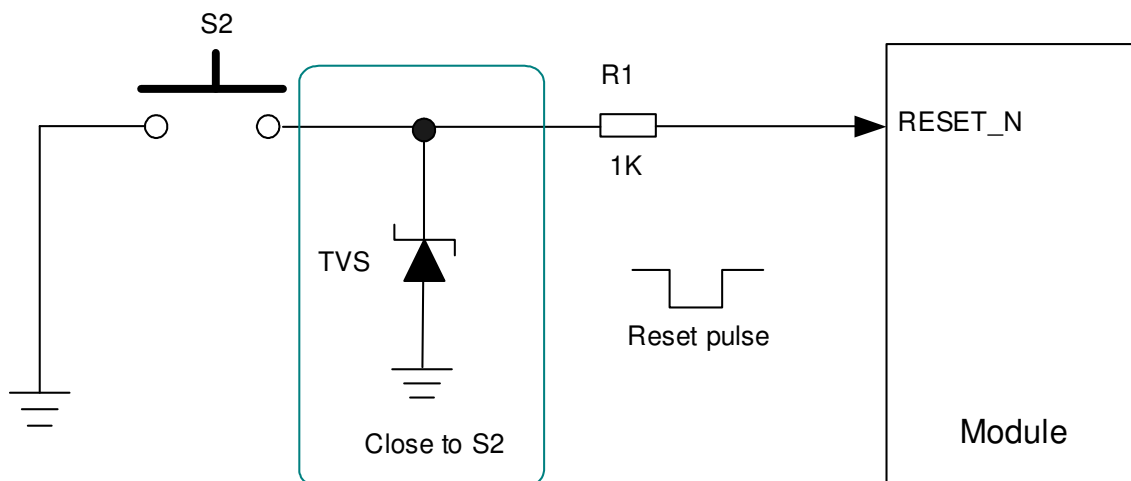 S2
R1
RESET_N
1K
TVS
Reset pulse
Close to S2
Module